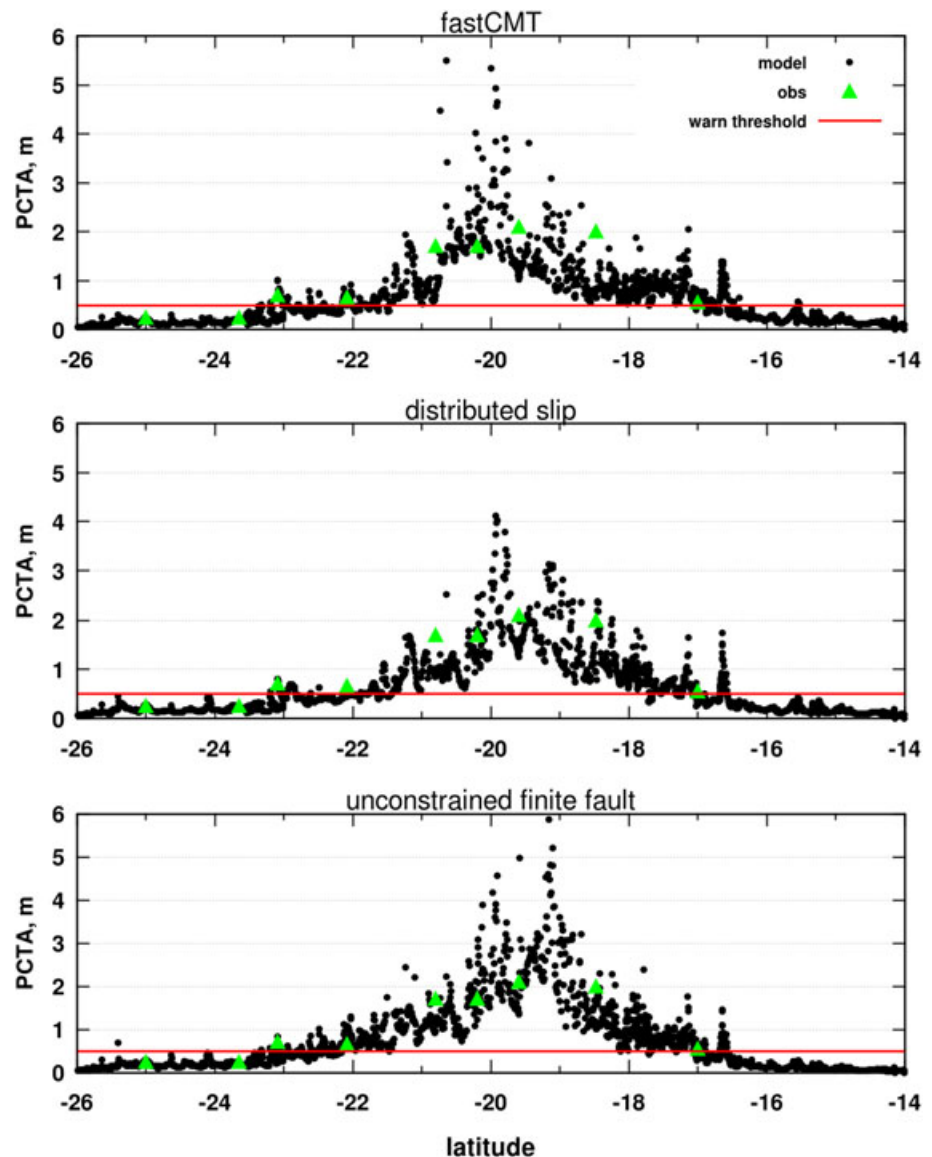 fastCMT
6
5
4
3
2
1
0
PCTA, m
model
obs
warn threshold
-26 -24 -22 -20 -18 -16 -14
distributed slip
6
5
4
3
2
1
0
PCTA, m
-26 -24 -22 -20 -18 -16 -14
unconstrained finite fault
6
5
4
3
2
1
0
PCTA, m
-26 -24 -22 -20 -18 -16 -14
latitude